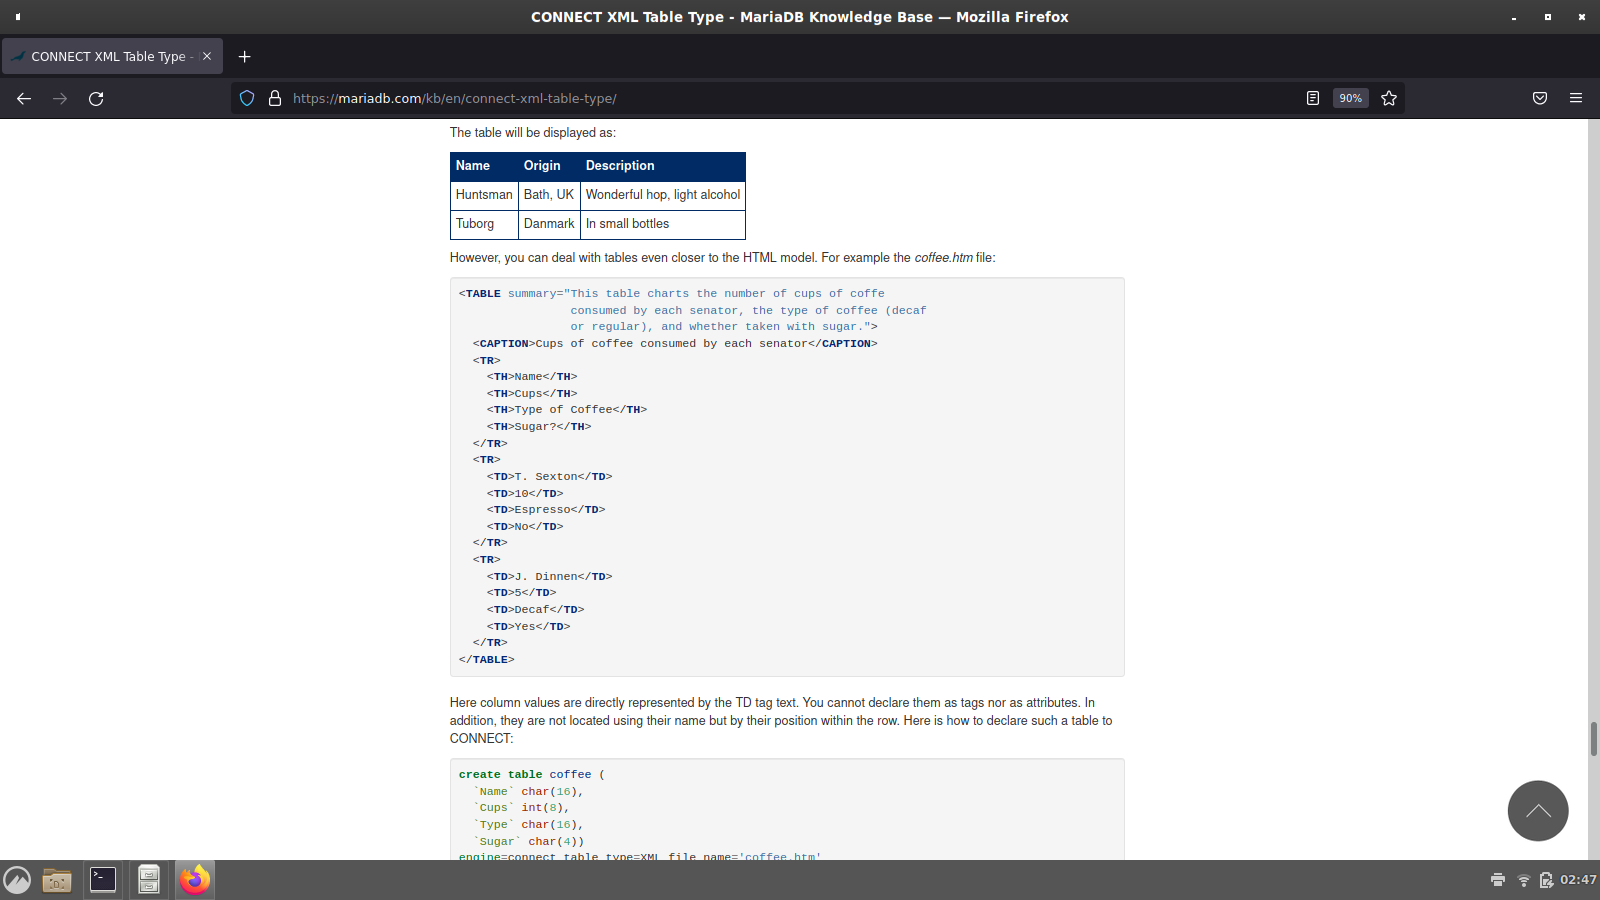 CONNECT XML Table Type - MariaDB Knowledge Base — Mozilla Firefox
CONNECT XML Table Type -
https://mariadb.com/kb/en/connect-xml-table-type/
90%
The table will be displayed as:
Name Origin Description
Huntsman Bath, UK Wonderful hop, light alcohol
Tuborg Danmark In small bottles
However, you can deal with tables even closer to the HTML model. For example the coffee.htm file:
<TABLE summary="This table charts the number of cups of coffe
                consumed by each senator, the type of coffee (decaf
                or regular), and whether taken with sugar.">
  <CAPTION>Cups of coffee consumed by each senator</CAPTION>
  <TR>
    <TH>Name</TH>
    <TH>Cups</TH>
    <TH>Type of Coffee</TH>
    <TH>Sugar?</TH>
  </TR>
  <TR>
    <TD>T. Sexton</TD>
    <TD>10</TD>
    <TD>Espresso</TD>
    <TD>No</TD>
  </TR>
  <TR>
    <TD>J. Dinnen</TD>
    <TD>5</TD>
    <TD>Decaf</TD>
    <TD>Yes</TD>
  </TR>
</TABLE>
Here column values are directly represented by the TD tag text. You cannot declare them as tags nor as attributes. In
addition, they are not located using their name but by their position within the row. Here is how to declare such a table to
CONNECT:
create table coffee (
  `Name` char(16),
  `Cups` int(8),
  `Type` char(16),
  `Sugar` char(4))
engine=connect table_type=XML file_name='coffee.htm'
02:47